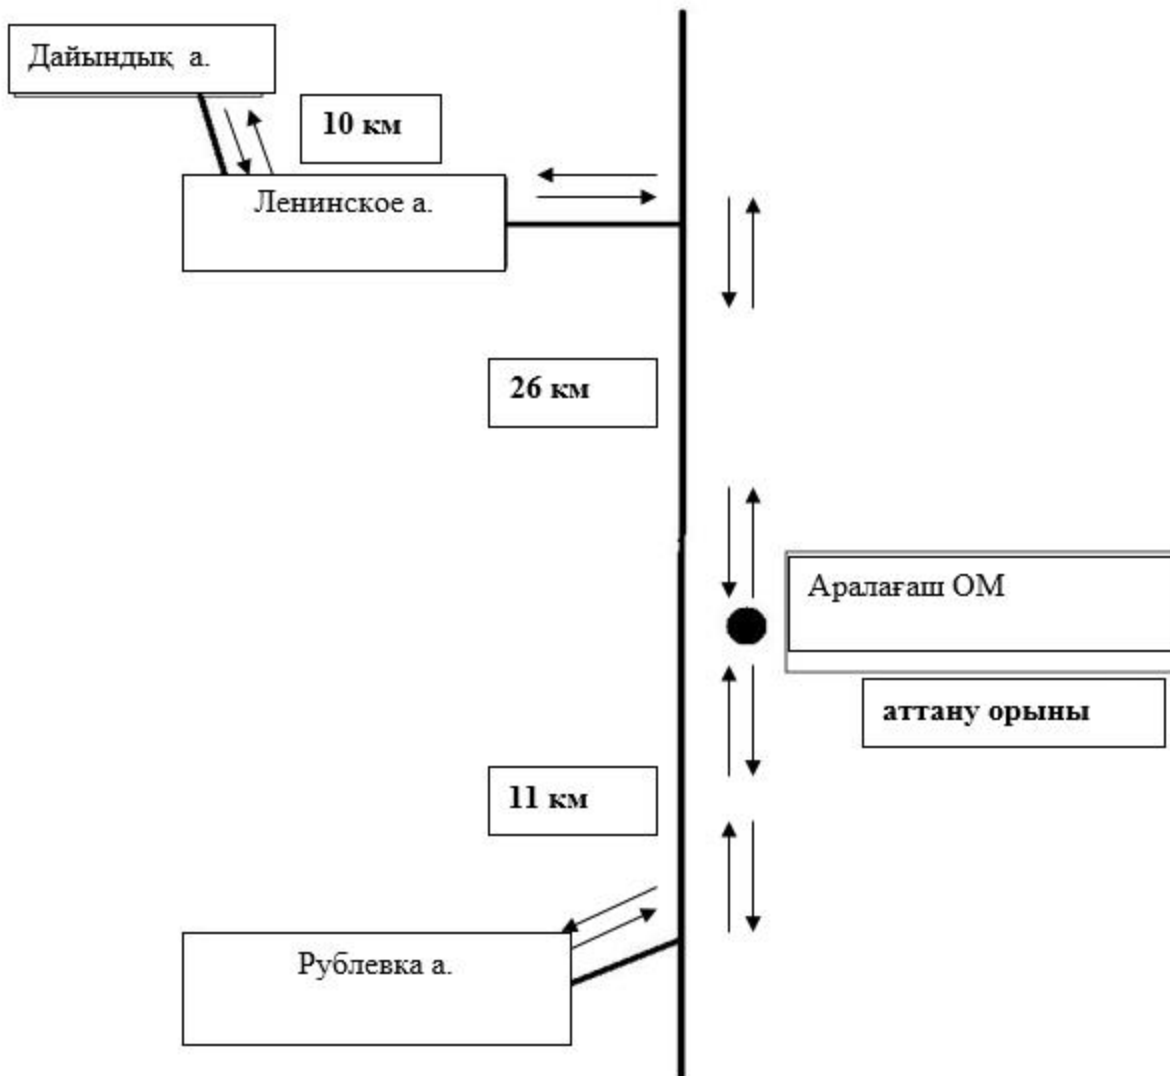 Дайындық а.
10 км
Ленинское а.
26 км
Аралағаш ОМ
аттану орыны
11 км
Рублевка а.